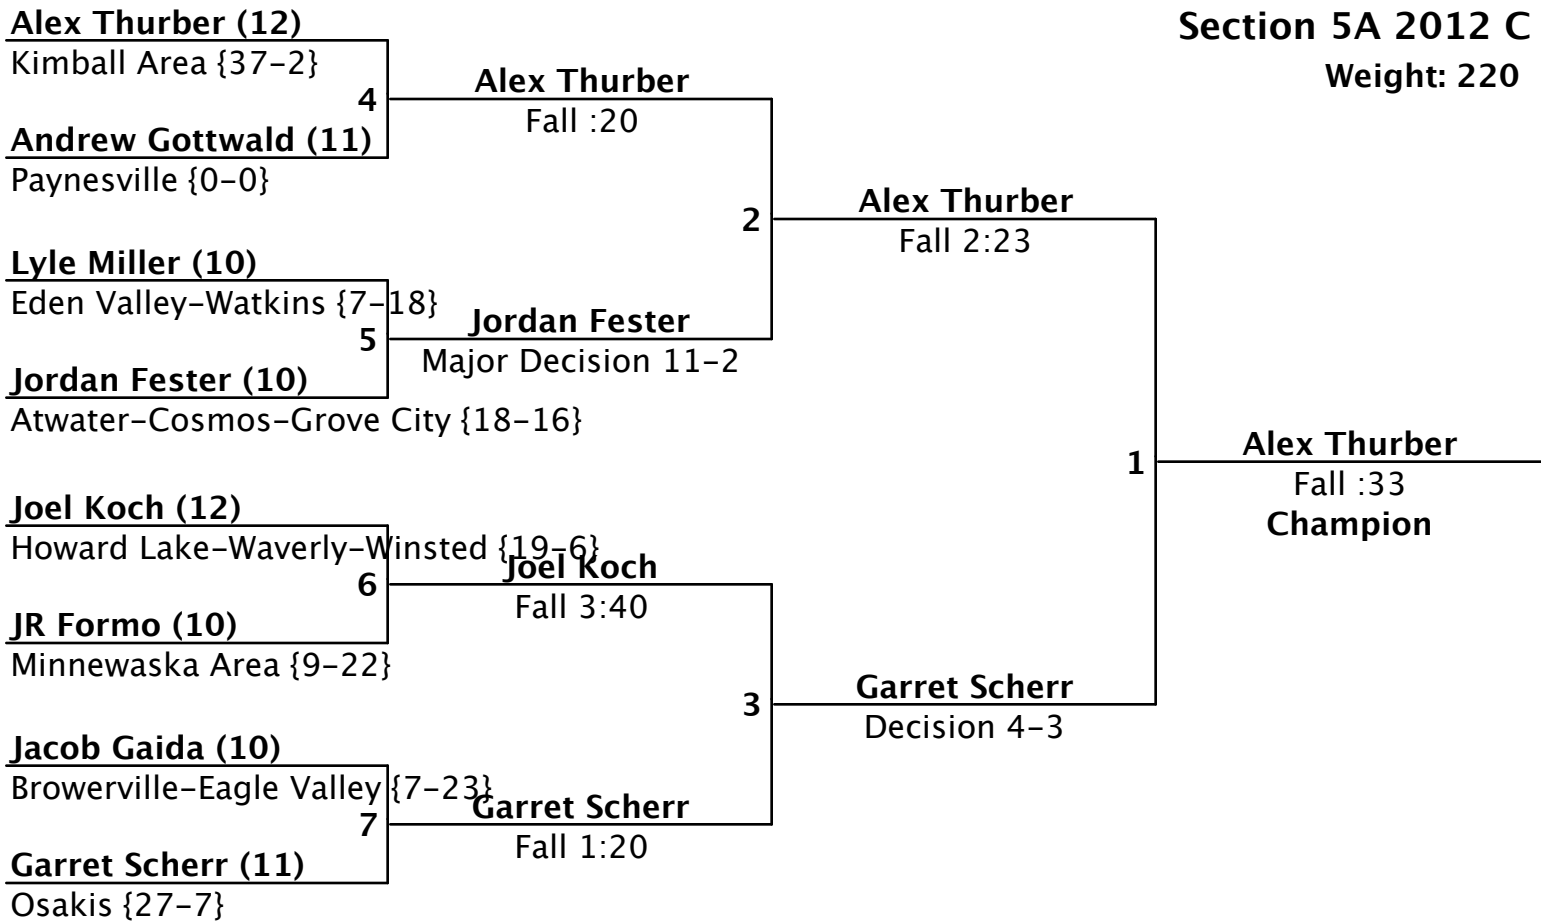 Alex Thurber (12)
Kimball Area {37-2}
4
Andrew Gottwald (11)
Paynesville {0-0}
Lyle Miller (10)
Eden Valley-Watkins {7-18}
5
Jordan Fester (10)
Atwater-Cosmos-Grove City {18-16}
Joel Koch (12)
Howard Lake-Waverly-Winsted {19-6}
6
JR Formo (10)
Minnewaska Area {9-22}
Jacob Gaida (10)
Browerville-Eagle Valley {7-23}
7
Garret Scherr (11)
Osakis {27-7}
Alex Thurber
Fall :20
2
Jordan Fester
Major Decision 11-2
Joel Koch
Fall 3:40
3
Garret Scherr
Fall 1:20
Alex Thurber
Fall 2:23
1
Garret Scherr
Decision 4-3
Section 5A 2012 C
Weight: 220
Alex Thurber
Fall :33
Champion